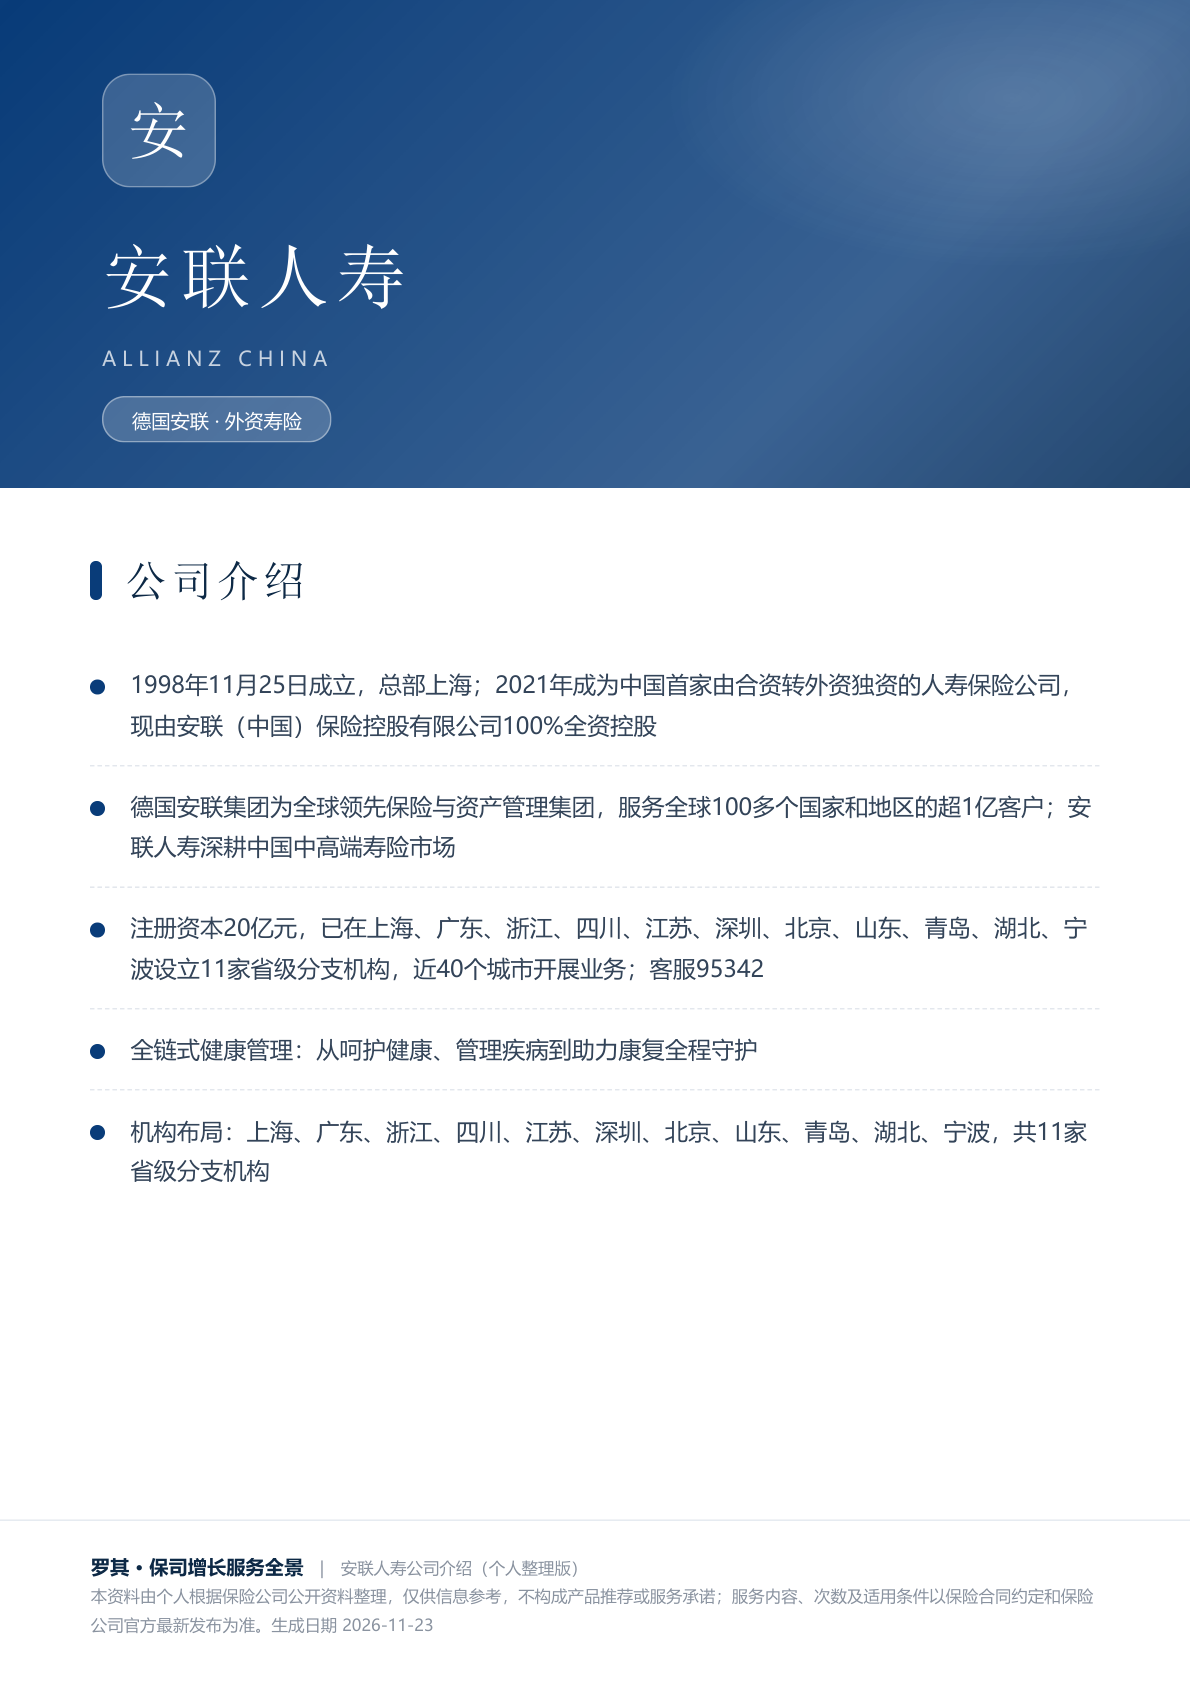 安
安联人寿
ALLIANZ CHINA
德国安联 · 外资寿险
公司介绍
1998年11月25日成立，总部上海；2021年成为中国首家由合资转外资独资的人寿保险公司，
现由安联（中国）保险控股有限公司100%全资控股
德国安联集团为全球领先保险与资产管理集团，服务全球100多个国家和地区的超1亿客户；安
联人寿深耕中国中高端寿险市场
注册资本20亿元，已在上海、广东、浙江、四川、江苏、深圳、北京、山东、青岛、湖北、宁
波设立11家省级分支机构，近40个城市开展业务；客服95342
全链式健康管理：从呵护健康、管理疾病到助力康复全程守护
机构布局：上海、广东、浙江、四川、江苏、深圳、北京、山东、青岛、湖北、宁波，共11家
省级分支机构
罗其 • 保司增长服务全景 | 安联人寿公司介绍（个人整理版）
本资料由个人根据保险公司公开资料整理，仅供信息参考，不构成产品推荐或服务承诺；服务内容、次数及适用条件以保险合同约定和保险
公司官方最新发布为准。生成日期 2026-11-23